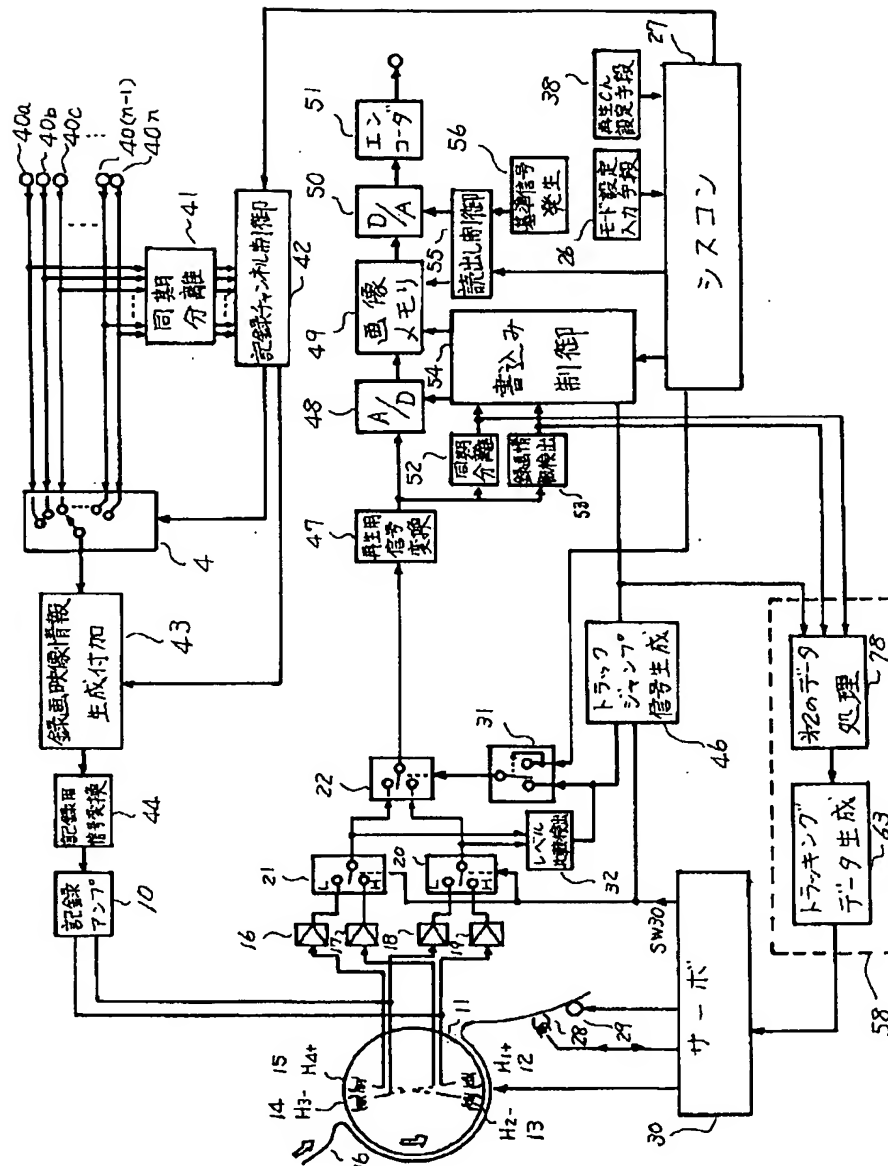 40a
40b
40c
40(n-1)
40n
41
同期
分離
記録チャンネル制御
42
4
録画映像情報
生成付加
43
記録用
信号変換
44
記録
アンプ
10
エン
コーダ
51
D/A
50
画像
メモリ
49
A/D
48
読出し制御
55
基準信号
発生
56
書込み
制御
54
同期
分離
52
録画情
報検出
53
再生用
信号変換
47
モード設定
入力手段
26
再生Cん
設定手段
38
シスコン
27
22
31
レベル
比較検出
32
トラック
ジャンプ
信号生成
46
21
L
H
20
L
H
16
17
18
19
SW30
サーボ
30
28
29
11
15
H4+
14
H3-
H1+
12
H2-
13
16
オ2のデータ
処理
78
トラッキング
データ生成
63
58